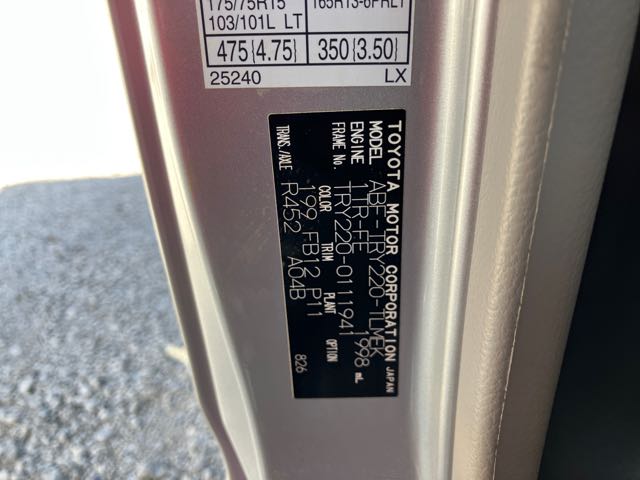 175/75R15
103/101L LT
165R13-6PRLT
475{4.75}
350{3.50}
25240
LX
TOYOTA MOTOR CORPORATION JAPAN
MODEL ABF-TRY220-TLMEK
ENGINE 1TR-FE 1998 mL
FRAME No. TRY220-0111941
COLOR TRIM PLANT OPTION
199 FB12 P11
TRANS./AXLE R452 A04B 826